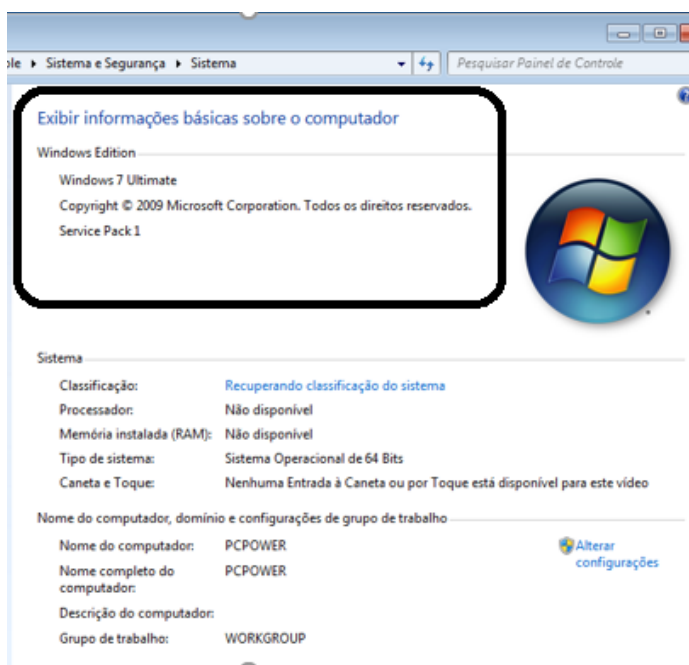 ole ▸ Sistema e Segurança ▸ Sistema
Pesquisar Painel de Controle
Exibir informações básicas sobre o computador
Windows Edition
Windows 7 Ultimate
Copyright © 2009 Microsoft Corporation. Todos os direitos reservados.
Service Pack 1
Sistema
Classificação: Recuperando classificação do sistema
Processador: Não disponível
Memória instalada (RAM): Não disponível
Tipo de sistema: Sistema Operacional de 64 Bits
Caneta e Toque: Nenhuma Entrada à Caneta ou por Toque está disponível para este vídeo
Nome do computador, domínio e configurações de grupo de trabalho
Nome do computador: PCPOWER
Alterar
configurações
Nome completo do
computador: PCPOWER
Descrição do computador:
Grupo de trabalho: WORKGROUP